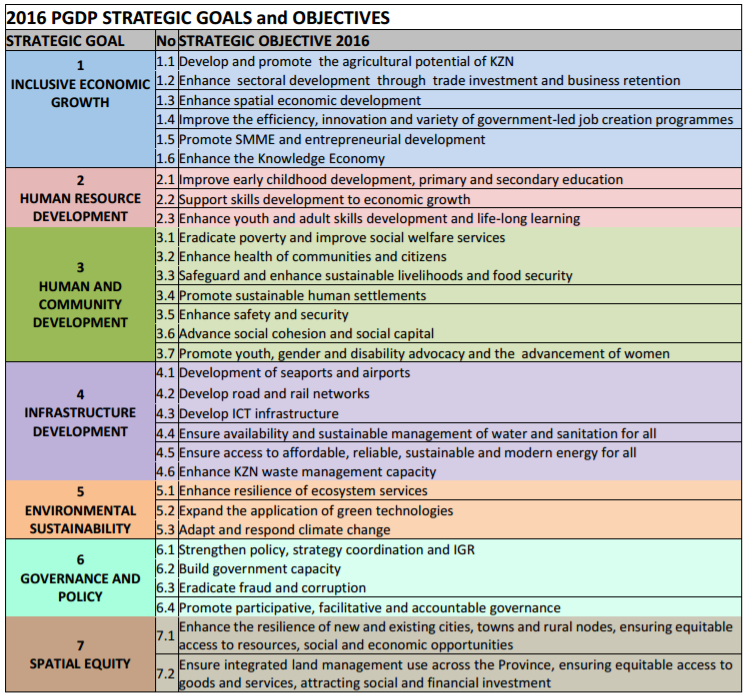 2016 PGDP STRATEGIC GOALS and OBJECTIVES
STRATEGIC GOAL No STRATEGIC OBJECTIVE 2016
1
INCLUSIVE ECONOMIC
GROWTH
1.1 Develop and promote the agricultural potential of KZN
1.2 Enhance sectoral development through trade investment and business retention
1.3 Enhance spatial economic development
1.4 Improve the efficiency, innovation and variety of government-led job creation programmes
1.5 Promote SMME and entrepreneurial development
1.6 Enhance the Knowledge Economy
2
HUMAN RESOURCE
DEVELOPMENT
2.1 Improve early childhood development, primary and secondary education
2.2 Support skills development to economic growth
2.3 Enhance youth and adult skills development and life-long learning
3
HUMAN AND
COMMUNITY
DEVELOPMENT
3.1 Eradicate poverty and improve social welfare services
3.2 Enhance health of communities and citizens
3.3 Safeguard and enhance sustainable livelihoods and food security
3.4 Promote sustainable human settlements
3.5 Enhance safety and security
3.6 Advance social cohesion and social capital
3.7 Promote youth, gender and disability advocacy and the advancement of women
4
INFRASTRUCTURE
DEVELOPMENT
4.1 Development of seaports and airports
4.2 Develop road and rail networks
4.3 Develop ICT infrastructure
4.4 Ensure availability and sustainable management of water and sanitation for all
4.5 Ensure access to affordable, reliable, sustainable and modern energy for all
4.6 Enhance KZN waste management capacity
5
ENVIRONMENTAL
SUSTAINABILITY
5.1 Enhance resilience of ecosystem services
5.2 Expand the application of green technologies
5.3 Adapt and respond climate change
6
GOVERNANCE AND
POLICY
6.1 Strengthen policy, strategy coordination and IGR
6.2 Build government capacity
6.3 Eradicate fraud and corruption
6.4 Promote participative, facilitative and accountable governance
7
SPATIAL EQUITY
7.1 Enhance the resilience of new and existing cities, towns and rural nodes, ensuring equitable
access to resources, social and economic opportunities
7.2 Ensure integrated land management use across the Province, ensuring equitable access to
goods and services, attracting social and financial investment